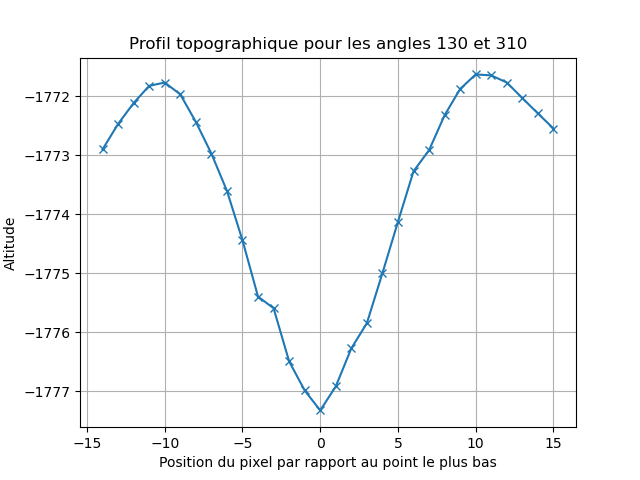 Profil topographique pour les angles 130 et 310
Altitude
−1772
−1773
−1774
−1775
−1776
−1777
−15 −10 −5 0 5 10 15
Position du pixel par rapport au point le plus bas